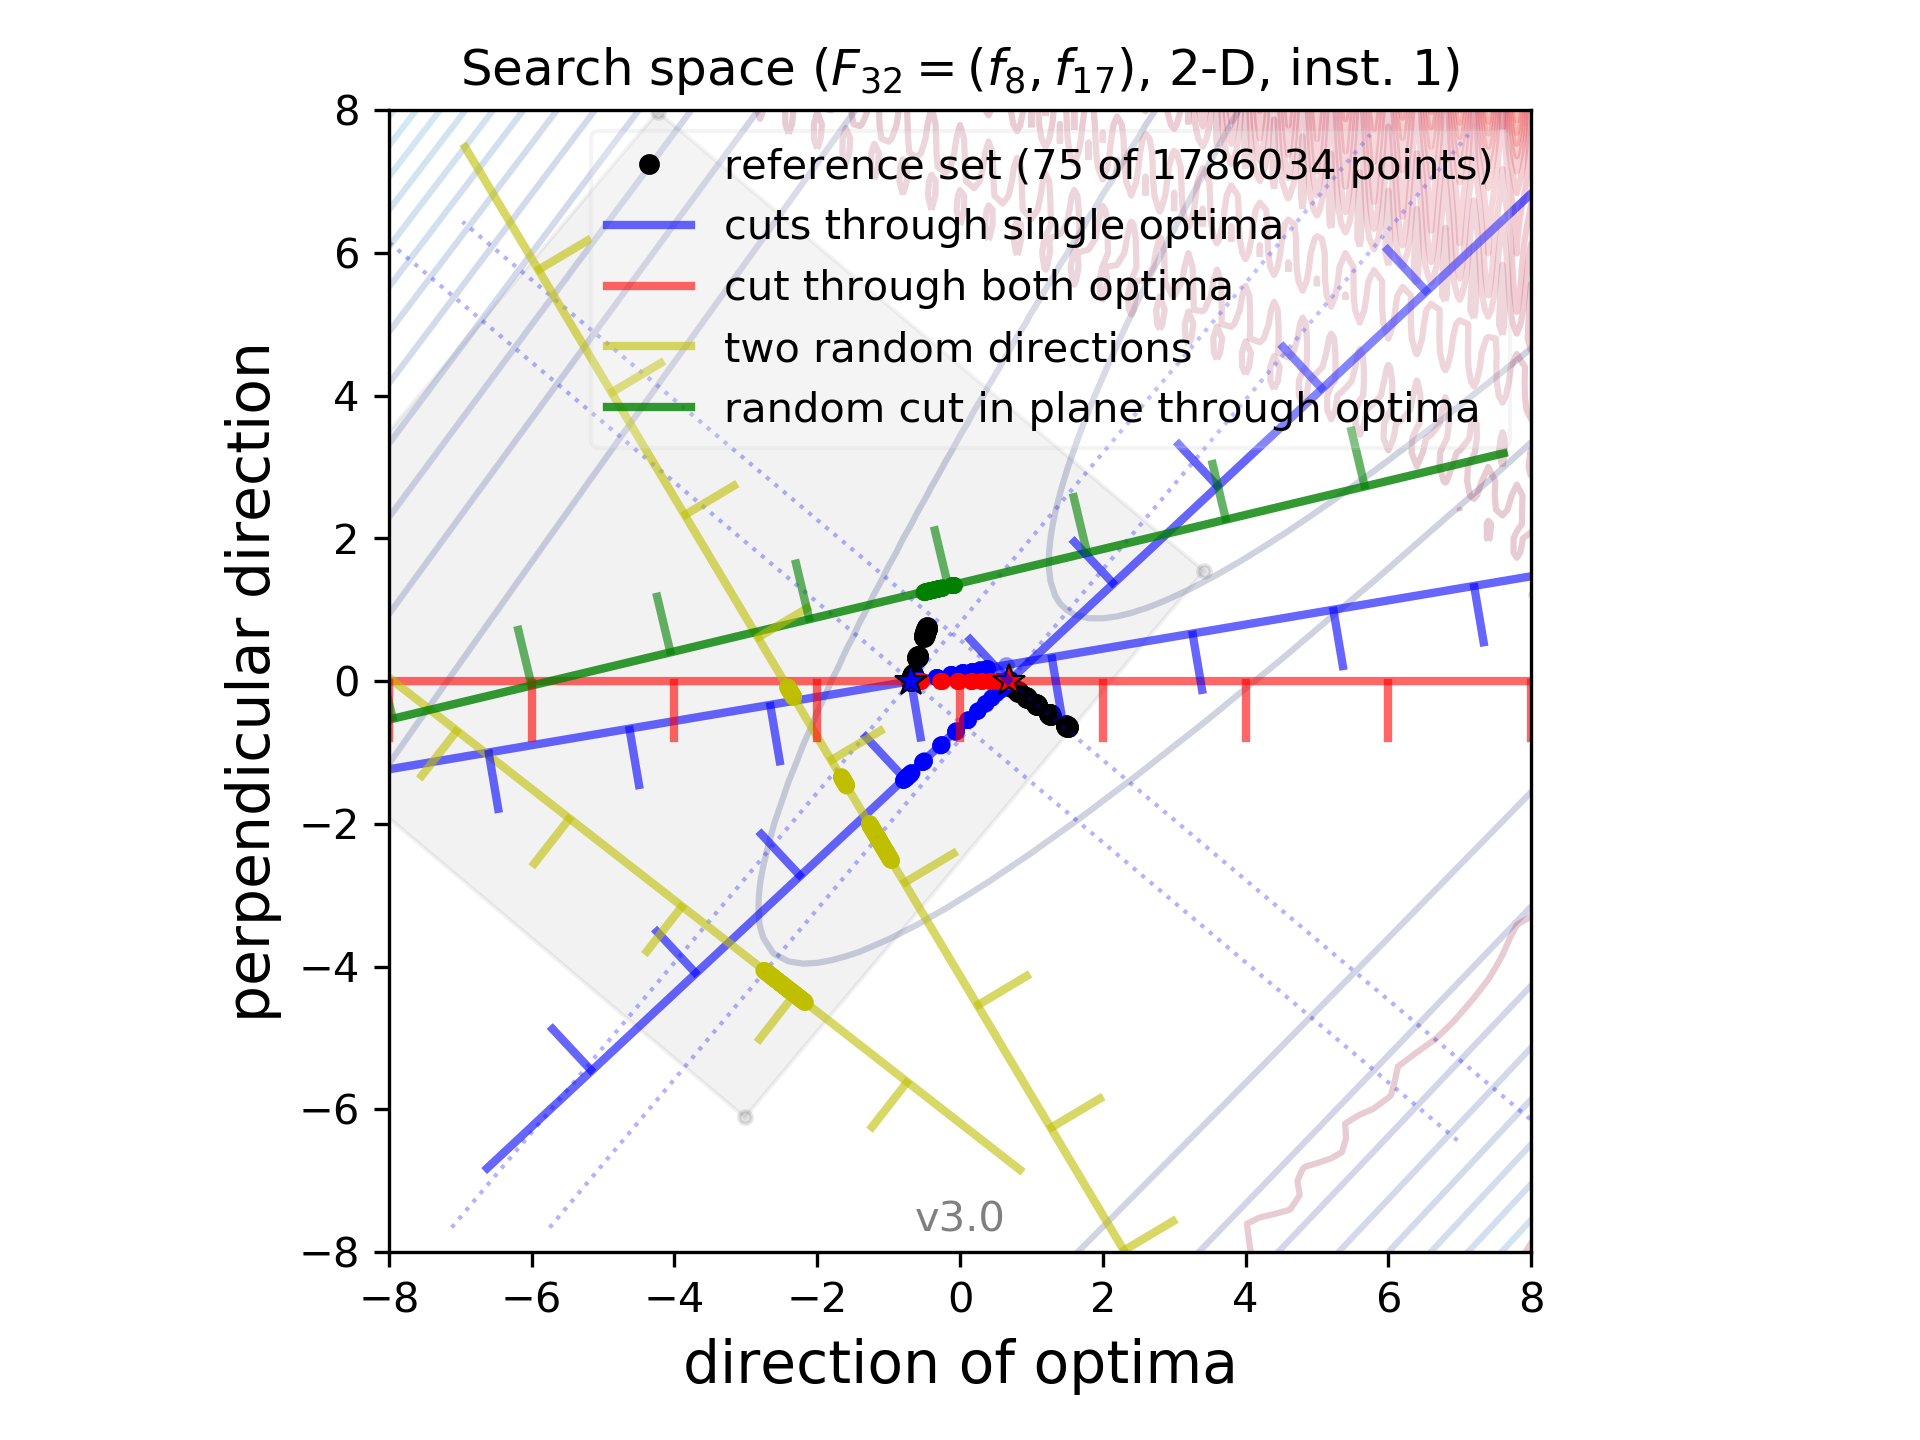 Search space (F32 = (f8, f17), 2-D, inst. 1)
reference set (75 of 1786034 points)
cuts through single optima
cut through both optima
two random directions
random cut in plane through optima
perpendicular direction
8
6
4
2
0
−2
−4
−6
−8
v3.0
−8 −6 −4 −2 0 2 4 6 8
direction of optima